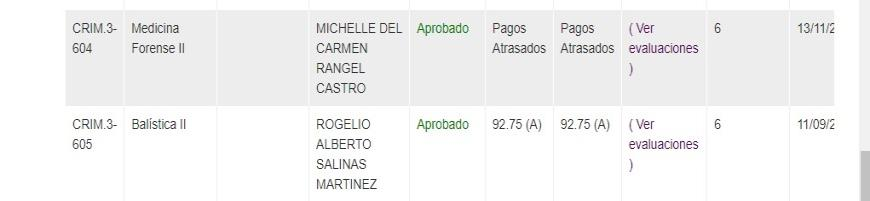 CRIM.3- Medicina MICHELLE DEL Aprobado Pagos Pagos ( Ver 6 13/11/2
604 Forense II CARMEN Atrasados Atrasados evaluaciones
RANGEL )
CASTRO
CRIM.3- Balística II ROGELIO Aprobado 92.75 (A) 92.75 (A) ( Ver 6 11/09/2
605 ALBERTO evaluaciones
SALINAS )
MARTINEZ